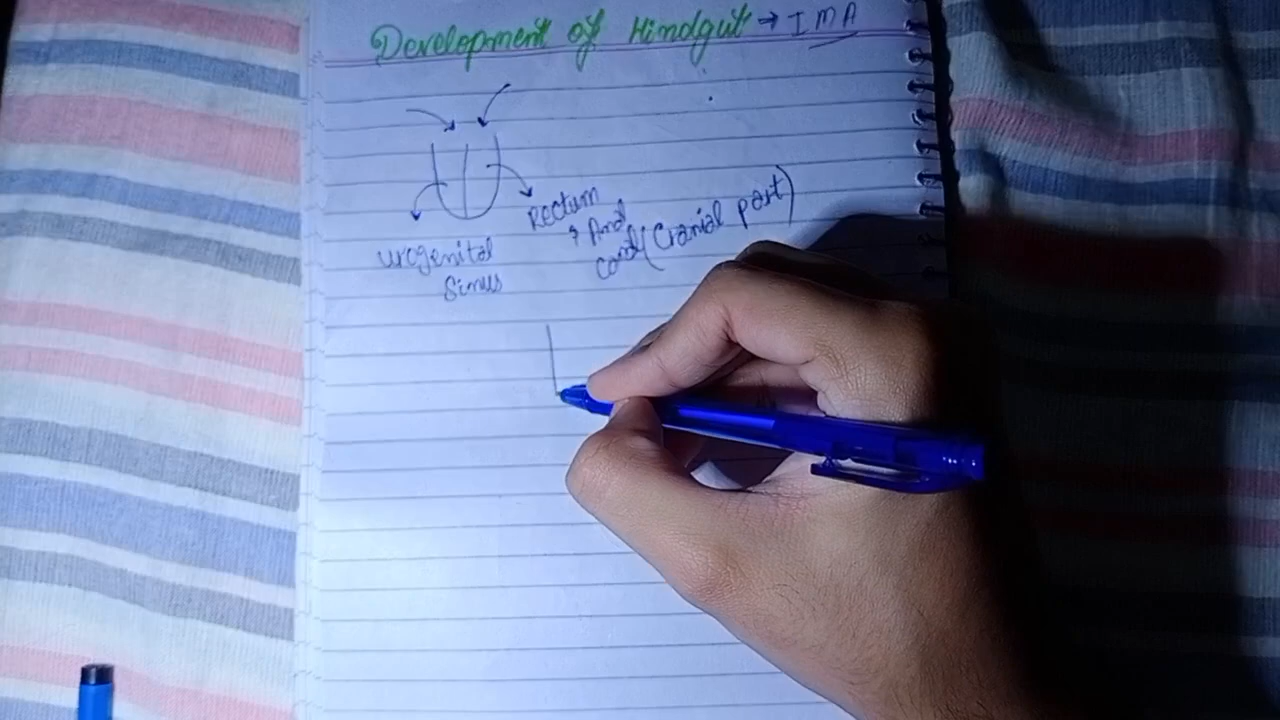 Development of Hindgut → IMA
Rectum
& Anal
canal (Cranial part)
urogenital
Sinus